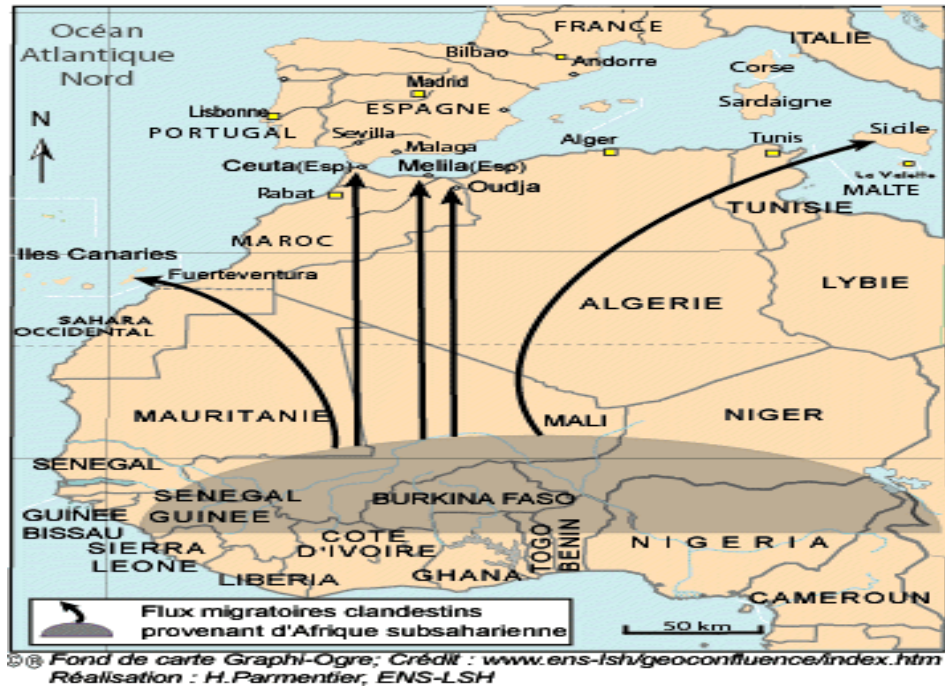 Océan
Atlantique
Nord
FRANCE
ITALIE
Bilbao
Andorre
Corse
Madrid
Sardaigne
Lisbonne
ESPAGNE
N
PORTUGAL
Sevilla
Alger
Tunis
Sicile
Malaga
Ceuta(Esp)
Melila(Esp)
La Valette
Rabat
Oudja
MALTE
TUNISIE
MAROC
Iles Canaries
Fuerteventura
LYBIE
ALGERIE
SAHARA
OCCIDENTAL
MAURITANIE
MALI
NIGER
SENEGAL
SENEGAL
BURKINA FASO
GUINEE
BISSAU
GUINEE
COTE
D'IVOIRE
TOGO
BENIN
NIGERIA
SIERRA
LEONE
LIBERIA
GHANA
CAMEROUN
Flux migratoires clandestins
provenant d'Afrique subsaharienne
50 km
©® Fond de carte Graphi-Ogre; Crédit : www.ens-lsh/geoconfluence/index.htm
Réalisation : H.Parmentier, ENS-LSH